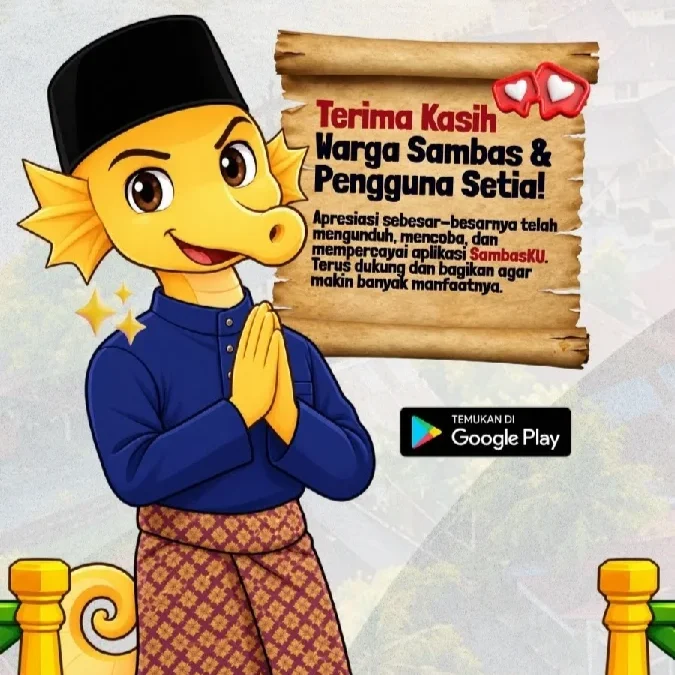 Terima Kasih
Warga Sambas &
Pengguna Setia!
Apresiasi sebesar-besarnya telah
mengunduh, mencoba, dan
mempercayai aplikasi SambasKU.
Terus dukung dan bagikan agar
makin banyak manfaatnya.
TEMUKAN DI
Google Play